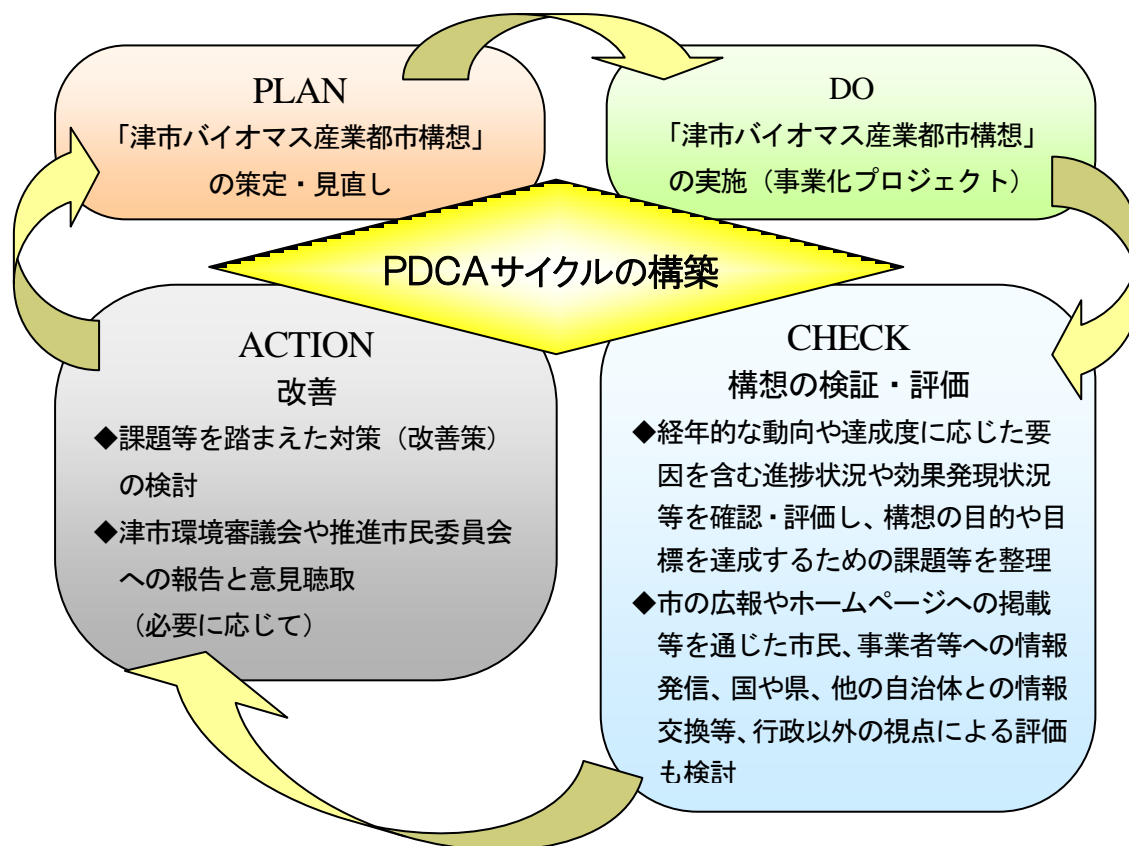 PLAN
「津市バイオマス産業都市構想」
の策定・見直し
DO
「津市バイオマス産業都市構想」
の実施（事業化プロジェクト）
PDCAサイクルの構築
ACTION
改善
◆課題等を踏まえた対策（改善策）
の検討
◆津市環境審議会や推進市民委員会
への報告と意見聴取
（必要に応じて）
CHECK
構想の検証・評価
◆経年的な動向や達成度に応じた要
因を含む進捗状況や効果発現状況
等を確認・評価し、構想の目的や目
標を達成するための課題等を整理
◆市の広報やホームページへの掲載
等を通じた市民、事業者等への情報
発信、国や県、他の自治体との情報
交換等、行政以外の視点による評価
も検討